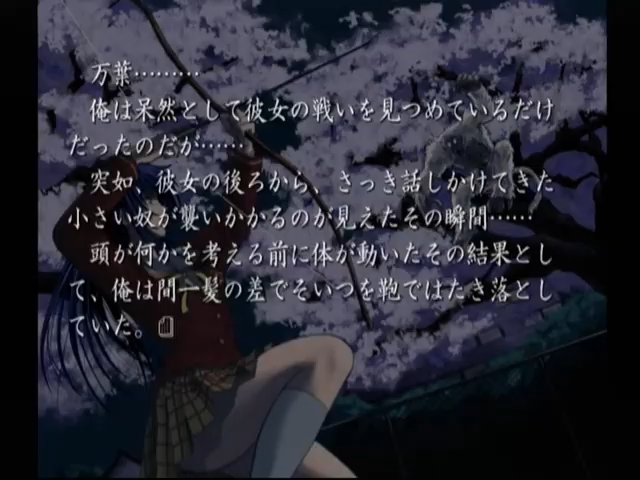 万葉………
俺は呆然として彼女の戦いを見つめているだけ
だったのだが……
突如、彼女の後ろから、さっき話しかけてきた
小さい奴が襲いかかるのが見えたその瞬間……
頭が何かを考える前に体が動いたその結果とし
て、俺は間一髪の差でそいつを鞄ではたき落とし
ていた。